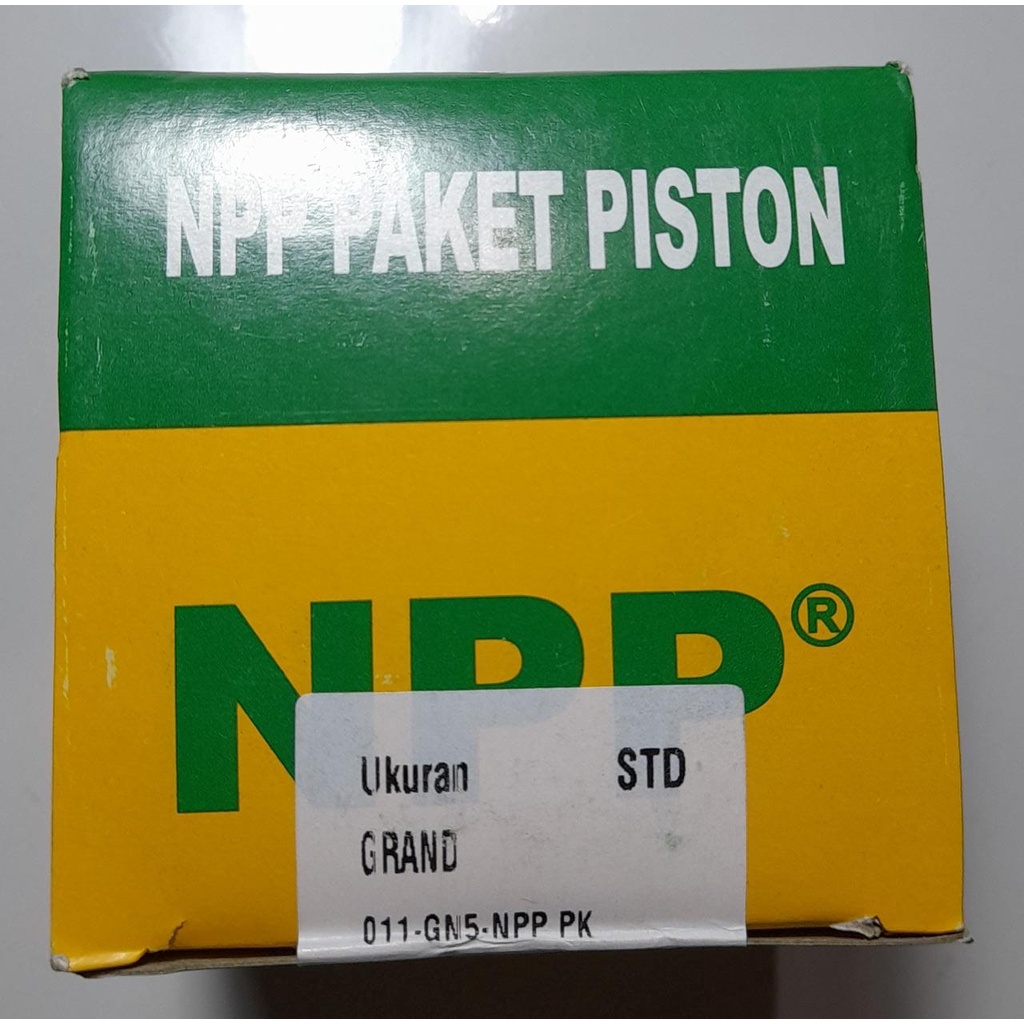 NPP PAKET PISTON
NPP®
Ukuran STD
GRAND
011-GN5-NPP PK